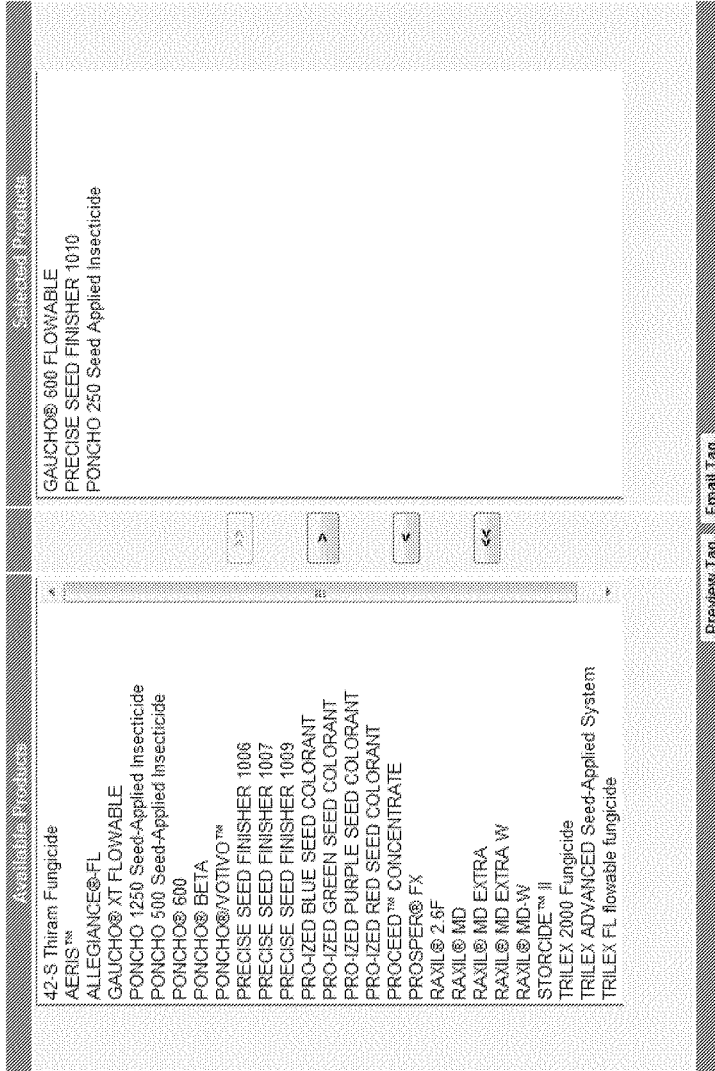 Available Products
42-S Thiram Fungicide
AERIS™
ALLEGIANCE®-FL
GAUCHO® XT FLOWABLE
PONCHO 1250 Seed-Applied Insecticide
PONCHO 500 Seed-Applied Insecticide
PONCHO® 600
PONCHO® BETA
PONCHO®/VOTIVO™
PRECISE SEED FINISHER 1006
PRECISE SEED FINISHER 1007
PRECISE SEED FINISHER 1009
PRO-IZED BLUE SEED COLORANT
PRO-IZED GREEN SEED COLORANT
PRO-IZED PURPLE SEED COLORANT
PRO-IZED RED SEED COLORANT
PROCEED™ CONCENTRATE
PROSPER® FX
RAXIL® 2.6F
RAXIL® MD
RAXIL® MD EXTRA
RAXIL® MD EXTRA W
RAXIL® MD-W
STORCIDE™ II
TRILEX 2000 Fungicide
TRILEX ADVANCED Seed-Applied System
TRILEX FL flowable fungicide
>>
>
<
<<
Selected Products
GAUCHO® 600 FLOWABLE
PRECISE SEED FINISHER 1010
PONCHO 250 Seed Applied Insecticide
Preview Tag
Email Tag